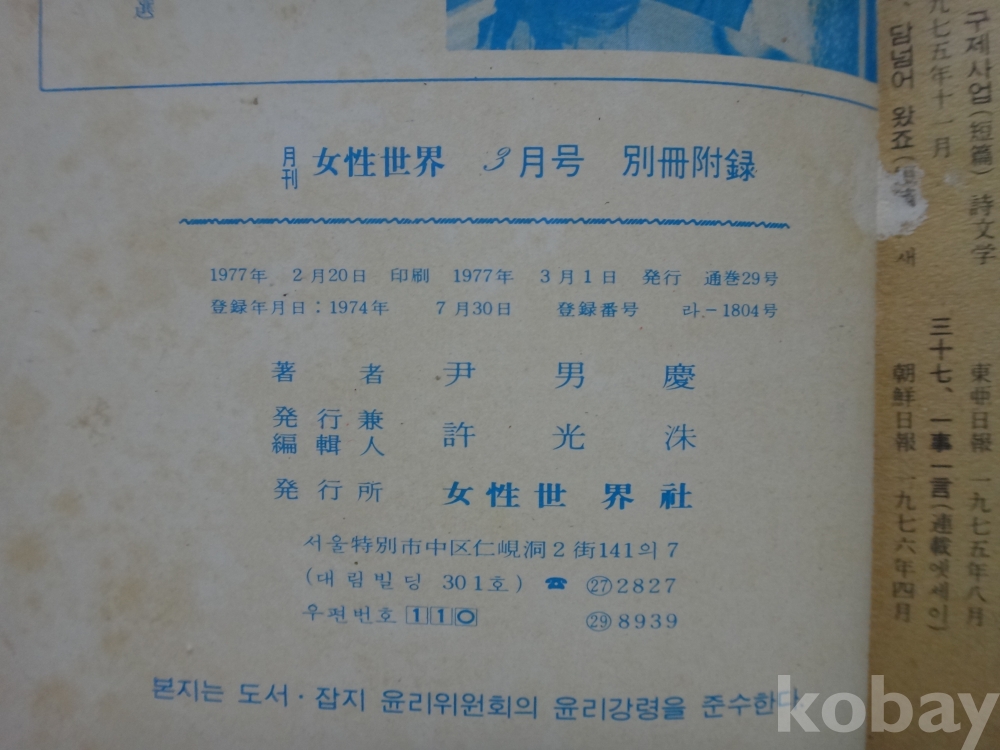 選
月刊 女性世界 3月号 別冊附録
1977年 2月20日 印刷 1977年 3月1日 発行 通巻29号
登録年月日：1974年 7月30日 登録番号 라－1804号
著者 尹男慶
発行兼
編輯人 許光洙
発行所 女性世界社
서울特別市中区仁峴洞2街141의7
(대림빌딩 301호) ☎ ㉗2827
우편번호 110 ㉙8939
본지는 도서·잡지 윤리위원회의 윤리강령을 준수한다
구제사업(短篇) 詩文学
九七五年十一月
담넘어 왔죠(
새
東亜日報 一九七五年八月
三十七、一事一言(連載엣세이)
朝鮮日報 一九七六年四月
kobay